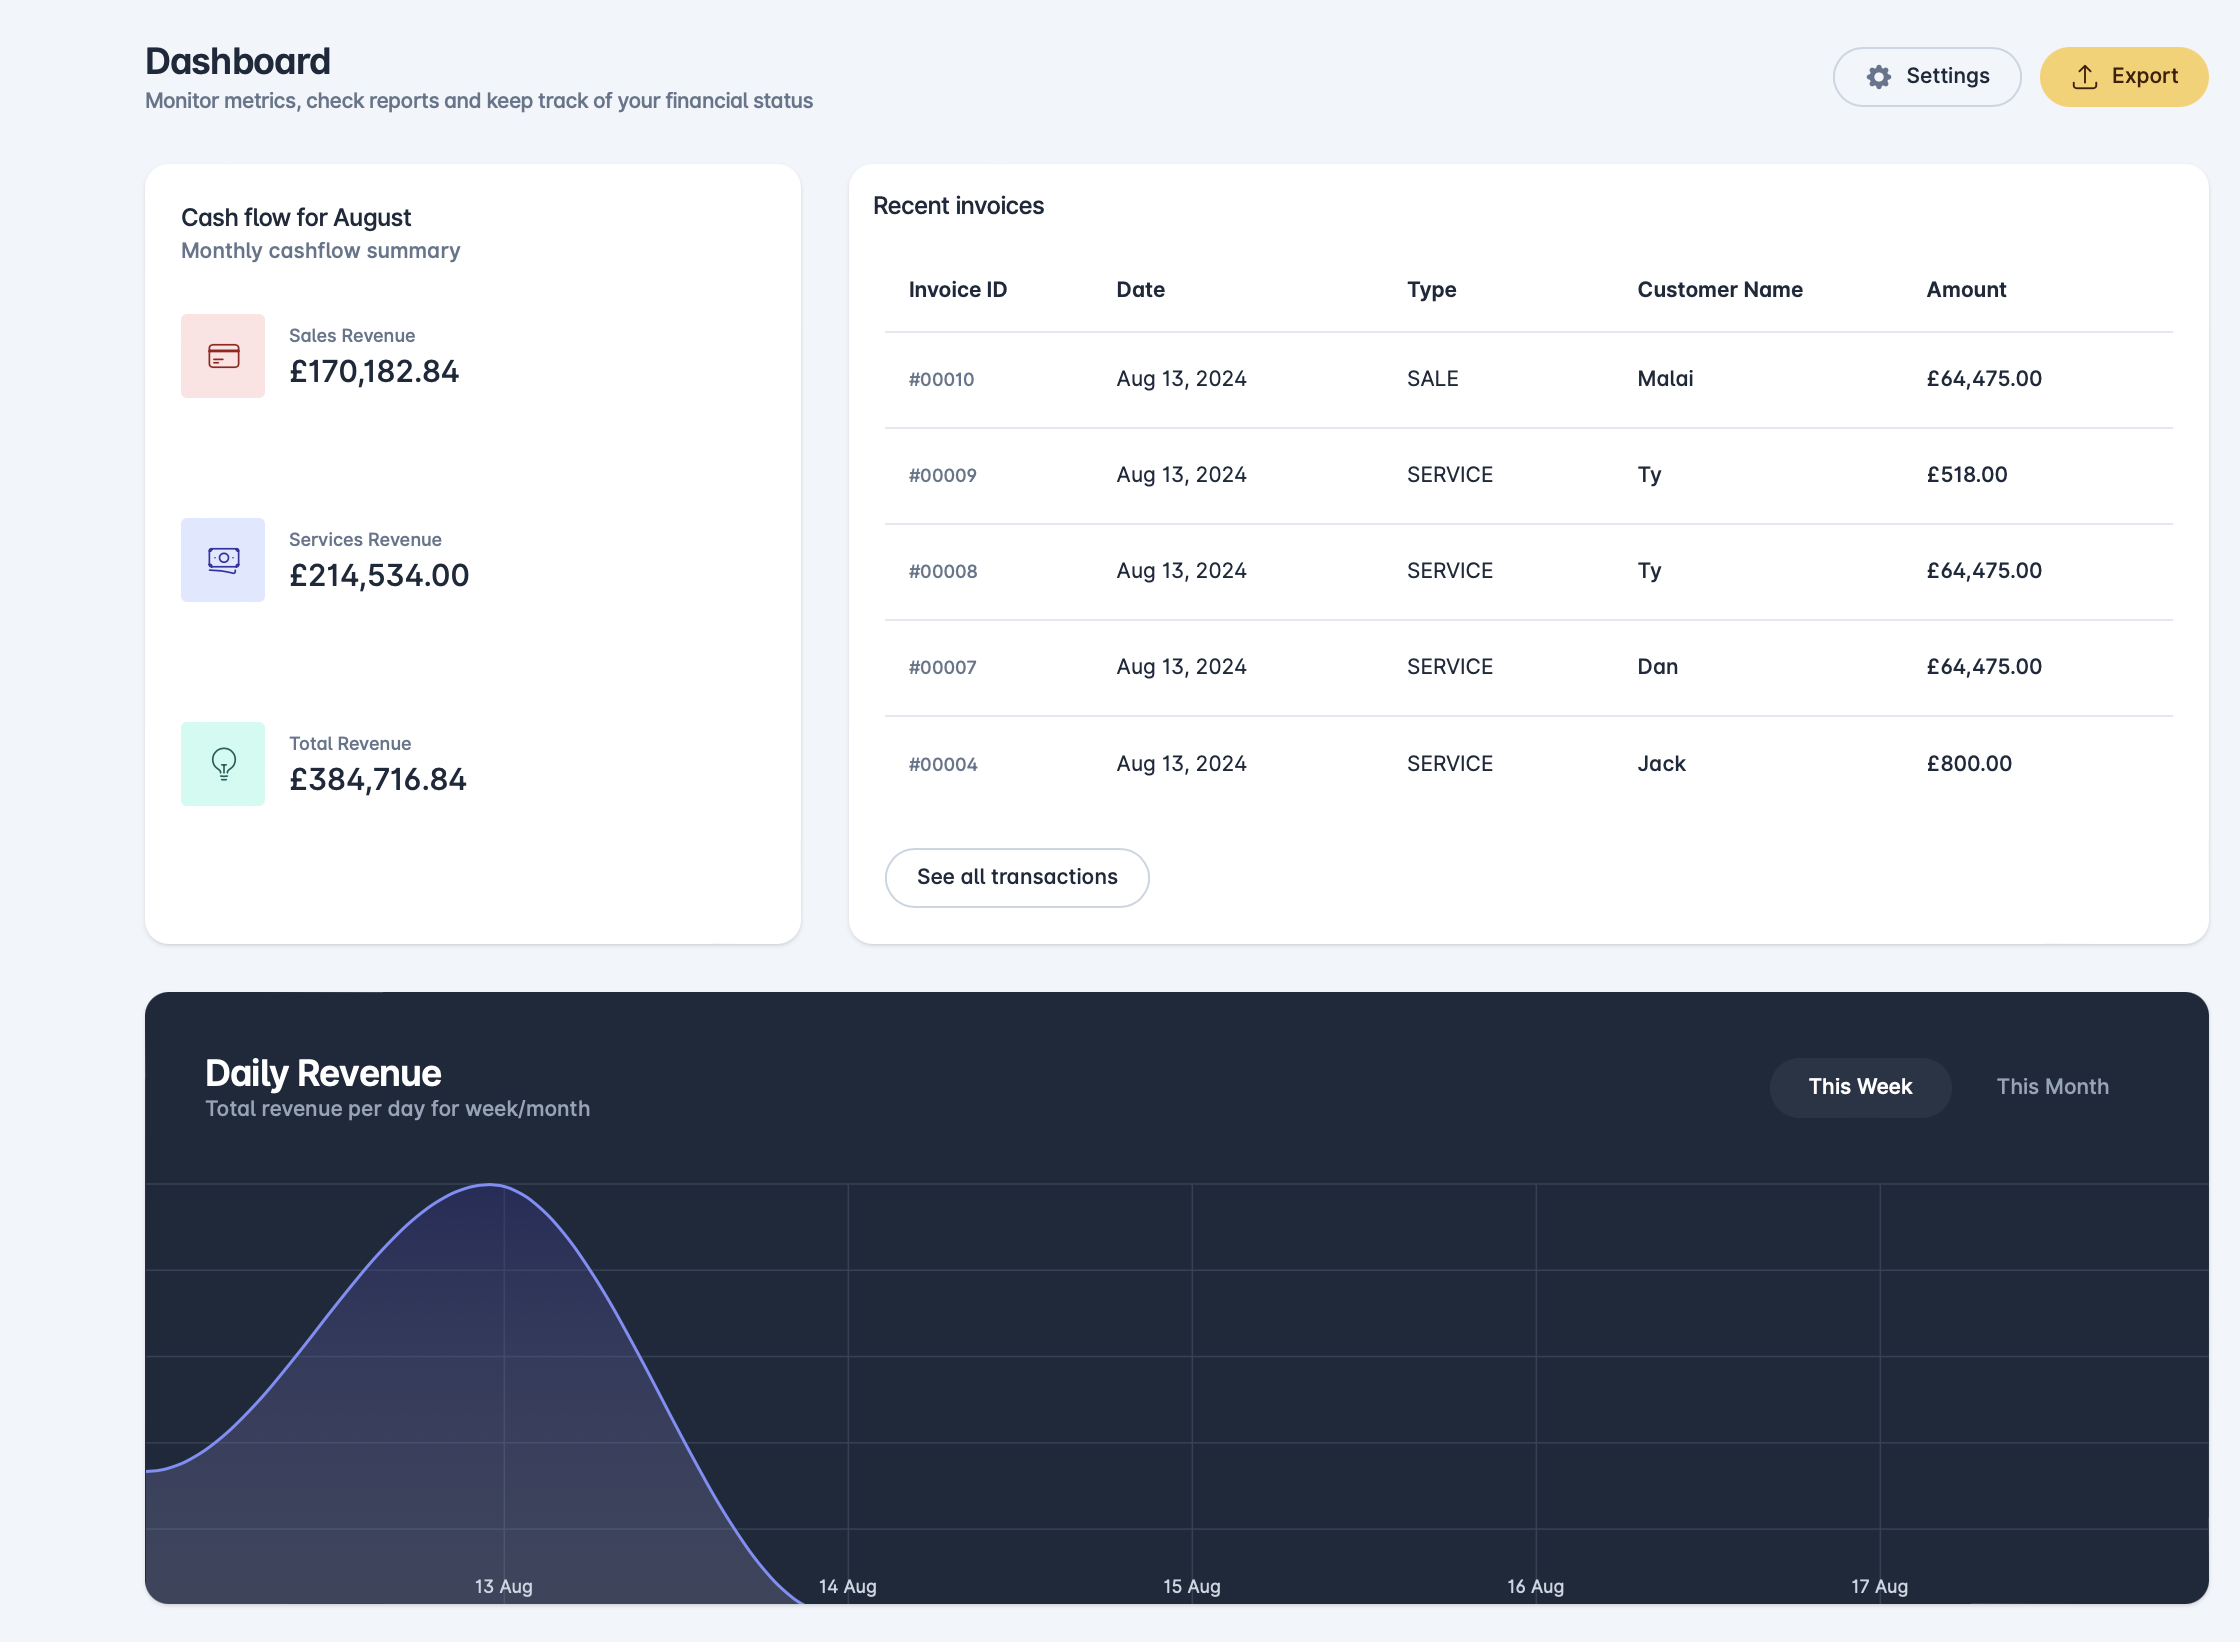 Dashboard
Monitor metrics, check reports and keep track of your financial status
Settings
Export
Cash flow for August
Monthly cashflow summary
Sales Revenue
£170,182.84
Services Revenue
£214,534.00
Total Revenue
£384,716.84
Recent invoices
Invoice ID Date Type Customer Name Amount
#00010 Aug 13, 2024 SALE Malai £64,475.00
#00009 Aug 13, 2024 SERVICE Ty £518.00
#00008 Aug 13, 2024 SERVICE Ty £64,475.00
#00007 Aug 13, 2024 SERVICE Dan £64,475.00
#00004 Aug 13, 2024 SERVICE Jack £800.00
See all transactions
Daily Revenue
Total revenue per day for week/month
This Week This Month
13 Aug 14 Aug 15 Aug 16 Aug 17 Aug